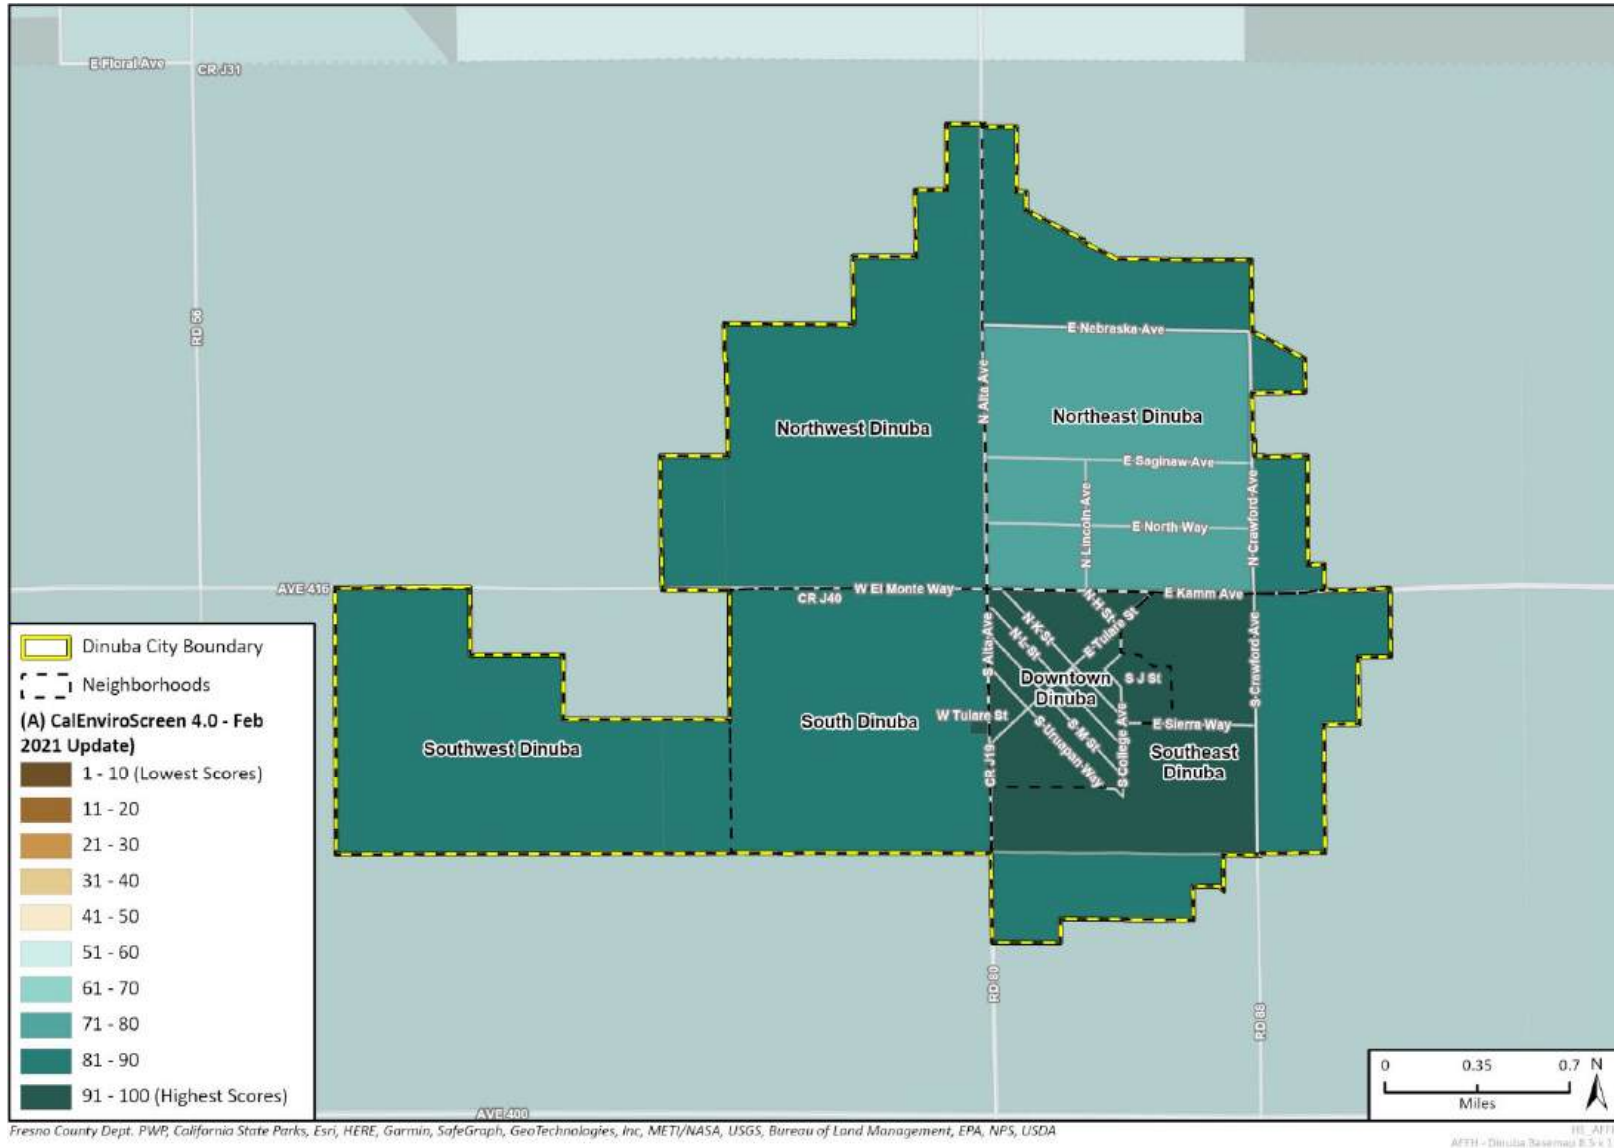 E Floral Ave
CR J31
RD 56
E Nebraska Ave
N Alta Ave
Northwest Dinuba
Northeast Dinuba
E Saginaw Ave
N Lincoln Ave
N Crawford Ave
E North Way
AVE 416
W El Monte Way
CR J40
E Kamm Ave
N H St
N K St
E Tulare St
N L St
S Alta Ave
S Crawford Ave
Downtown
Dinuba
S J St
W Tulare St
South Dinuba
E Sierra Way
S M St
S Uruapan Way
S College Ave
CR J19
Southwest Dinuba
Southeast
Dinuba
RD 80
RD 88
AVE 400
Dinuba City Boundary
Neighborhoods
(A) CalEnviroScreen 4.0 - Feb
2021 Update)
1 - 10 (Lowest Scores)
11 - 20
21 - 30
31 - 40
41 - 50
51 - 60
61 - 70
71 - 80
81 - 90
91 - 100 (Highest Scores)
0 0.35 0.7 N
Miles
Fresno County Dept. PWP, California State Parks, Esri, HERE, Garmin, SafeGraph, GeoTechnologies, Inc, METI/NASA, USGS, Bureau of Land Management, EPA, NPS, USDA
AFFH - Dinuba Basemap 8.5 x 1